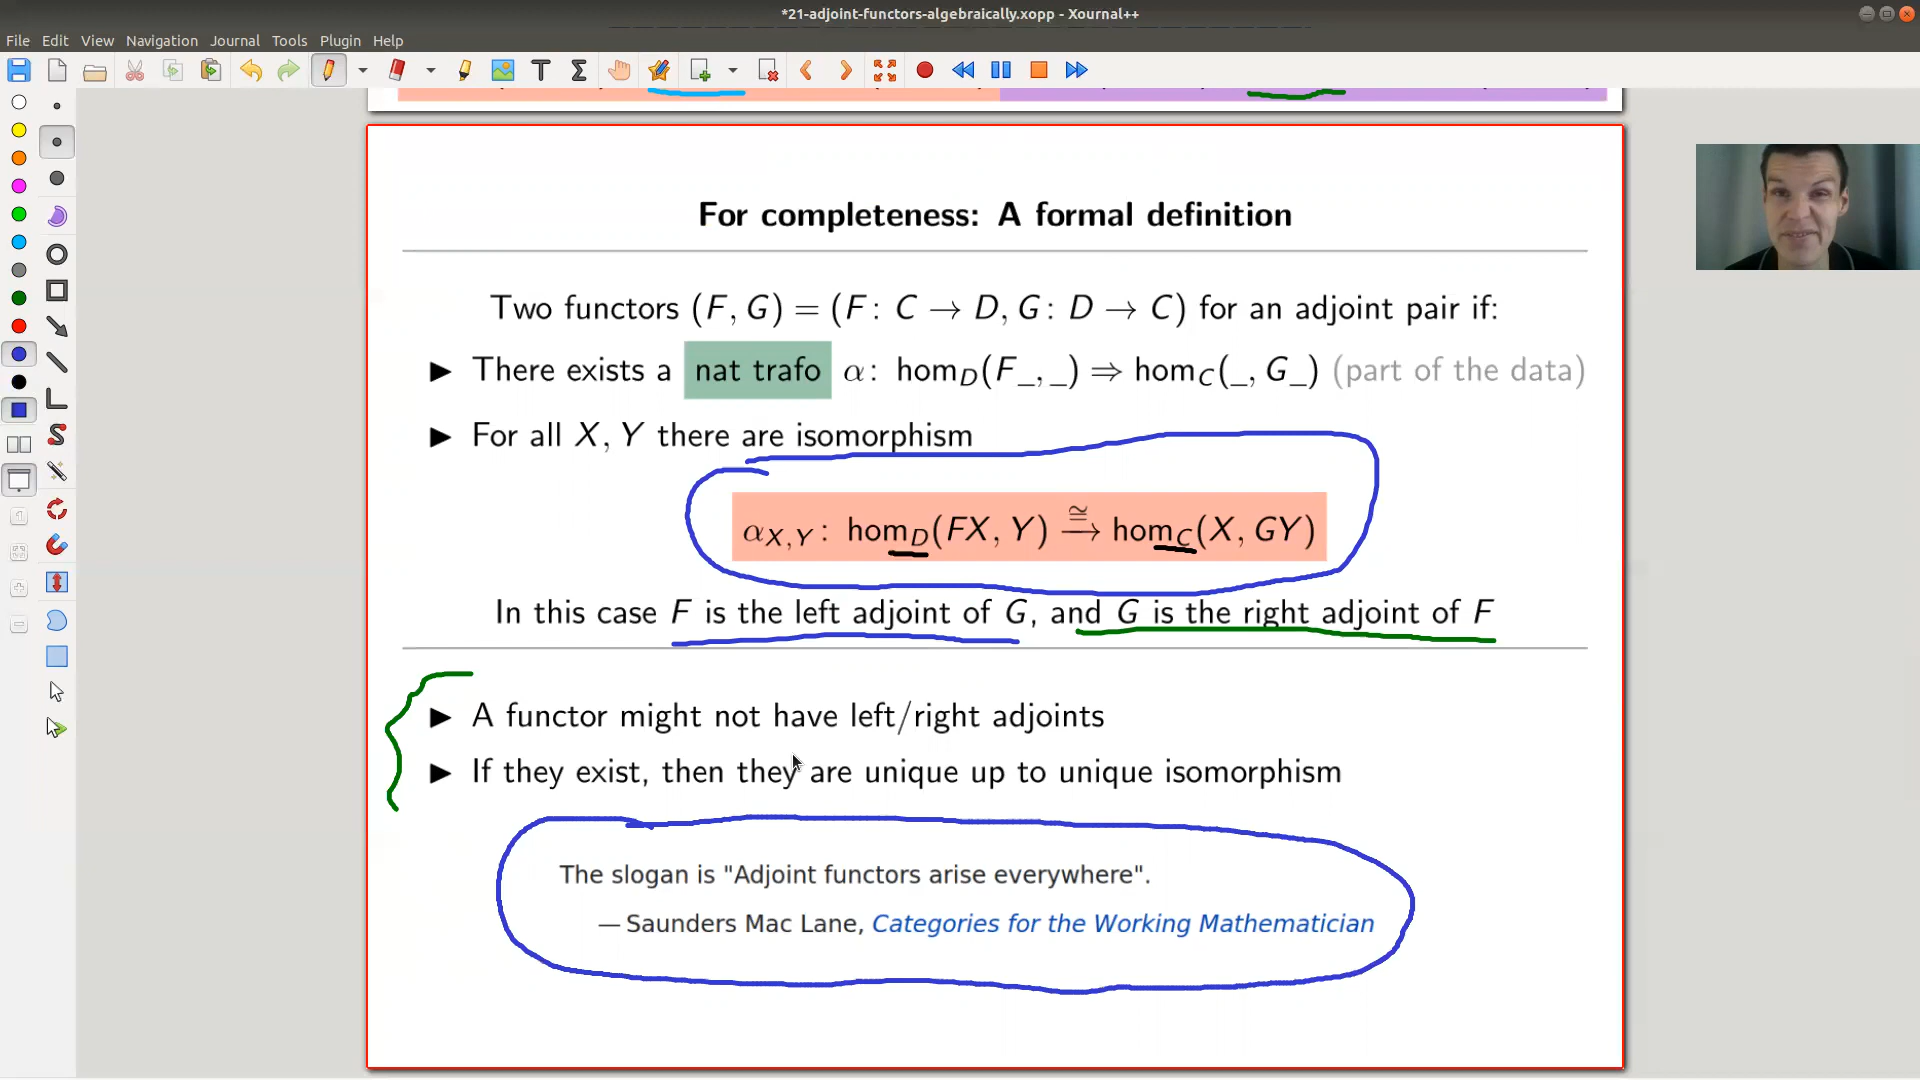 *21-adjoint-functors-algebraically.xopp - Xournal++
File Edit View Navigation Journal Tools Plugin Help
For completeness: A formal definition
Two functors (F, G) = (F: C → D, G: D → C) for an adjoint pair if:
▶ There exists a nat trafo α: hom_D(F_, _) ⇒ hom_C(_, G_) (part of the data)
▶ For all X, Y there are isomorphism
α_{X,Y}: hom_D(FX, Y) ≅→ hom_C(X, GY)
In this case F is the left adjoint of G, and G is the right adjoint of F
▶ A functor might not have left/right adjoints
▶ If they exist, then they are unique up to unique isomorphism
The slogan is "Adjoint functors arise everywhere".
— Saunders Mac Lane, Categories for the Working Mathematician